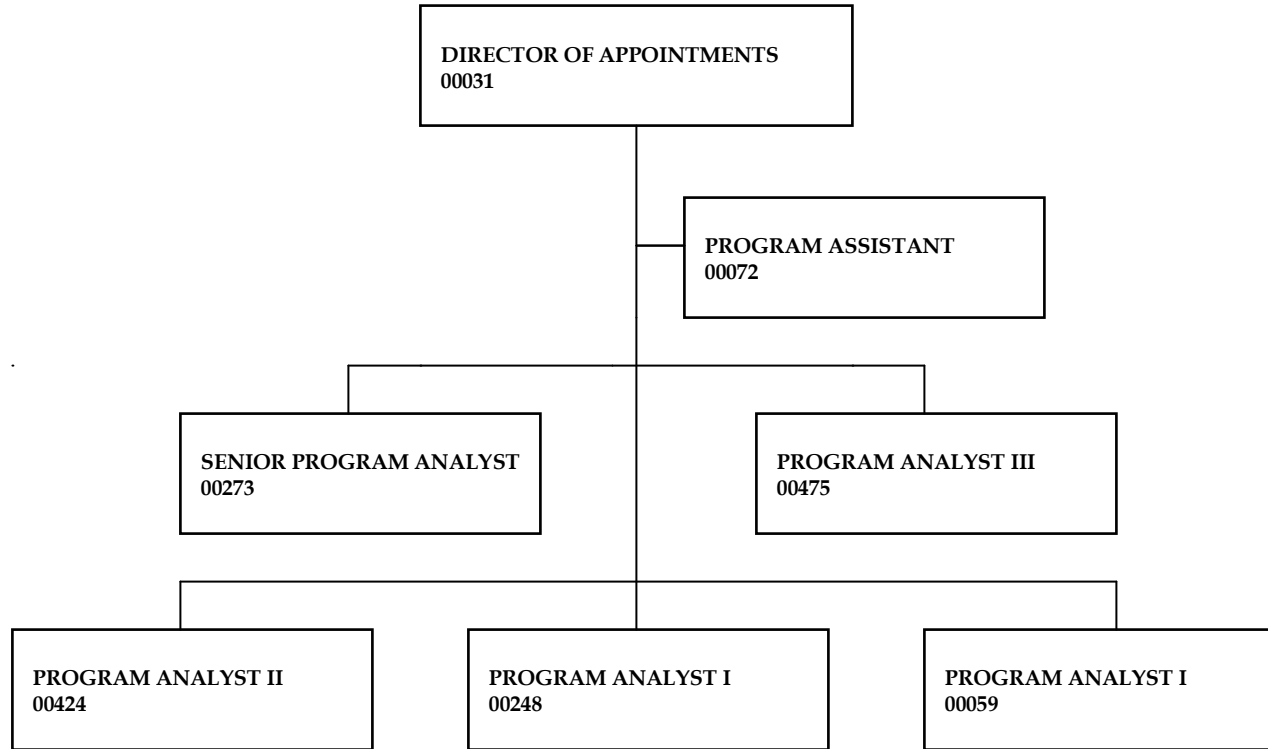 DIRECTOR OF APPOINTMENTS
00031
PROGRAM ASSISTANT
00072
SENIOR PROGRAM ANALYST
00273
PROGRAM ANALYST III
00475
PROGRAM ANALYST II
00424
PROGRAM ANALYST I
00248
PROGRAM ANALYST I
00059